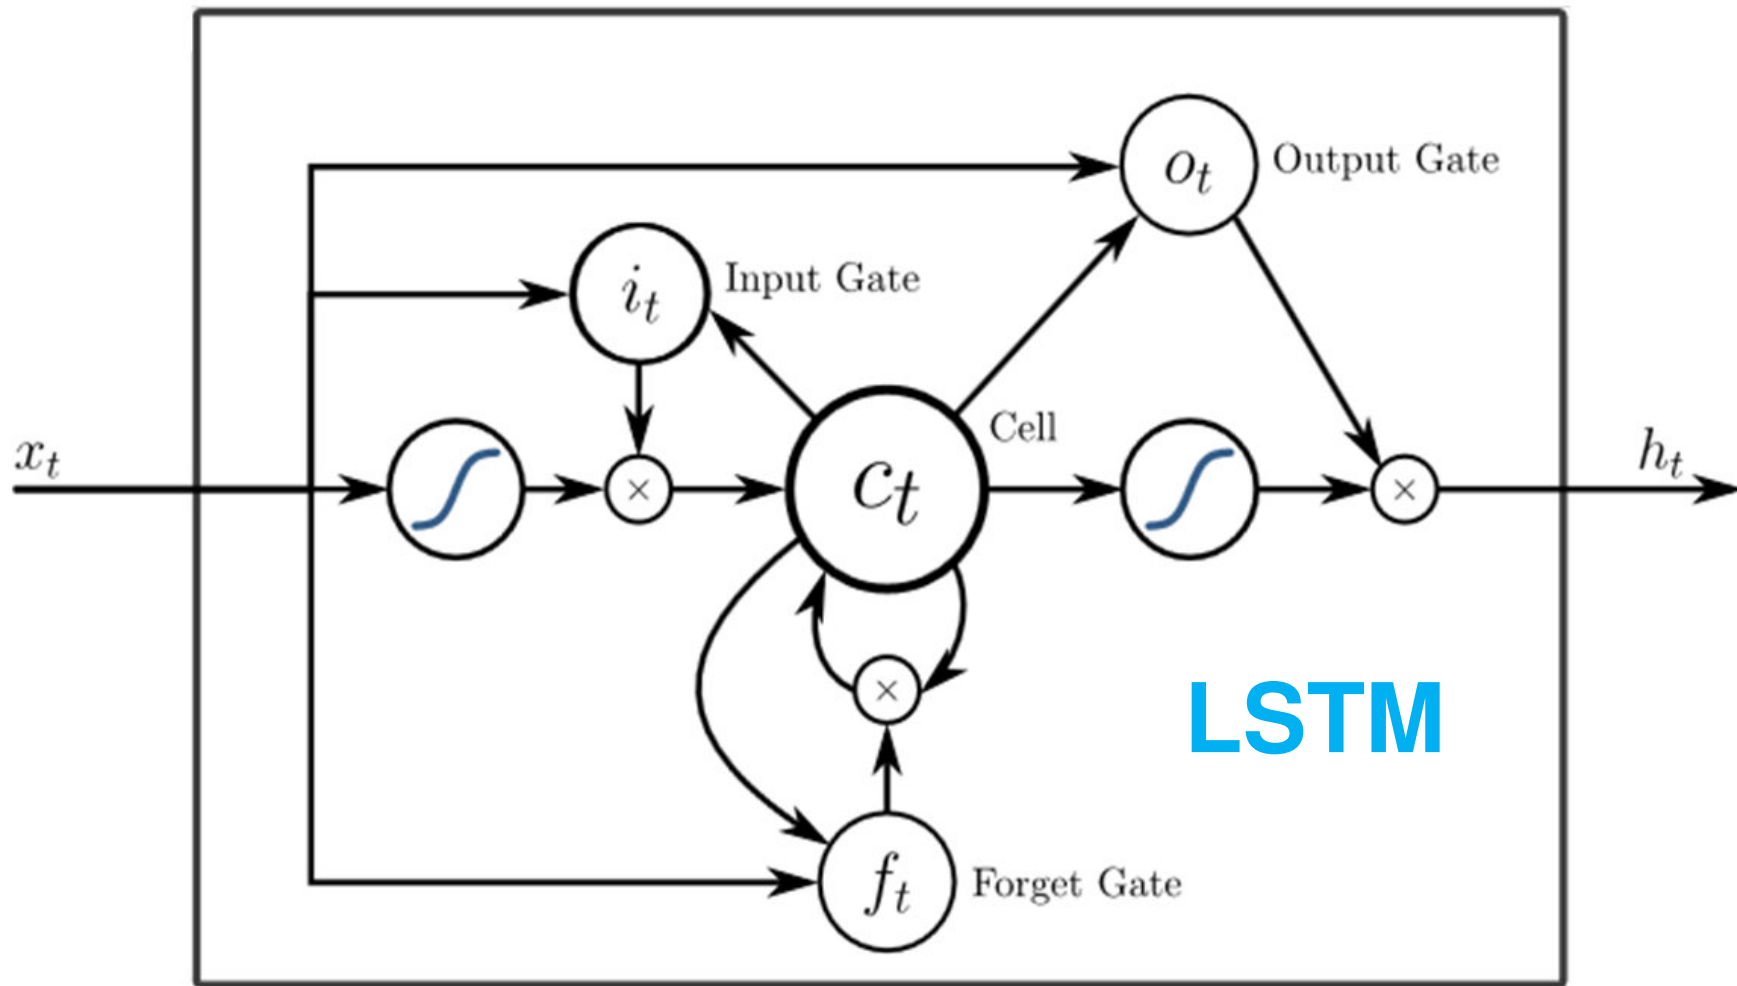 o_t Output Gate
i_t Input Gate
×
x_t
c_t
Cell
×
h_t
×
LSTM
f_t Forget Gate